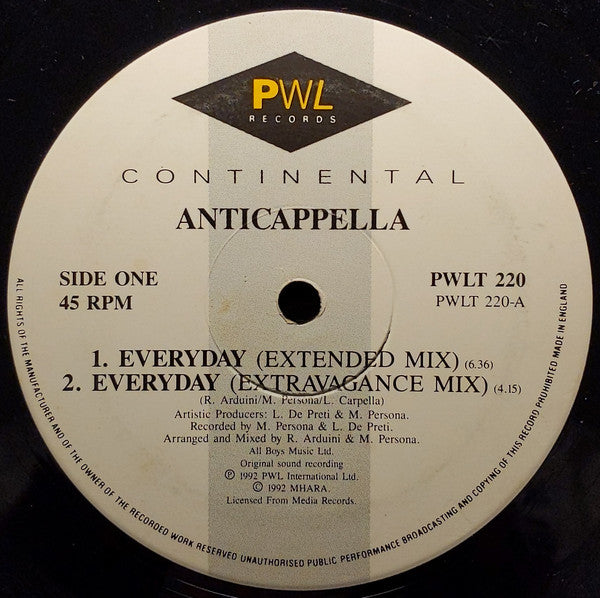 PWL
RECORDS
CONTINENTAL
ANTICAPPELLA
SIDE ONE
45 RPM
PWLT 220
PWLT 220-A
1. EVERYDAY (EXTENDED MIX) (6.36)
2. EVERYDAY (EXTRAVAGANCE MIX) (4.15)
(R. Arduini/M. Persona/L. Carpella)
Artistic Producers: L. De Preti & M. Persona.
Recorded by M. Persona & L. De Preti.
Arranged and Mixed by R. Arduini & M. Persona.
All Boys Music Ltd.
Original sound recording
℗ 1992 PWL International Ltd.
© 1992 MHARA.
Licensed From Media Records.
ALL RIGHTS OF THE MANUFACTURER AND OF THE OWNER OF THE RECORDED WORK RESERVED UNAUTHORISED PUBLIC PERFORMANCE BROADCASTING AND COPYING OF THIS RECORD PROHIBITED MADE IN ENGLAND